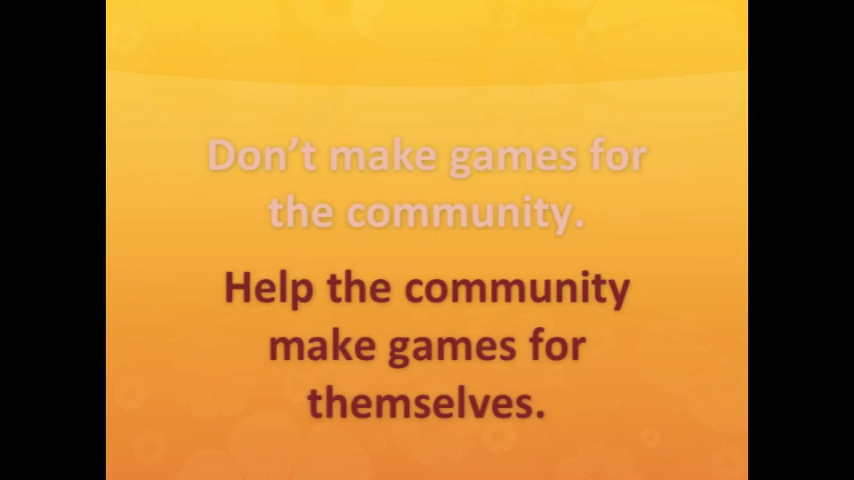 Don’t make games for
the community.
Help the community
make games for
themselves.